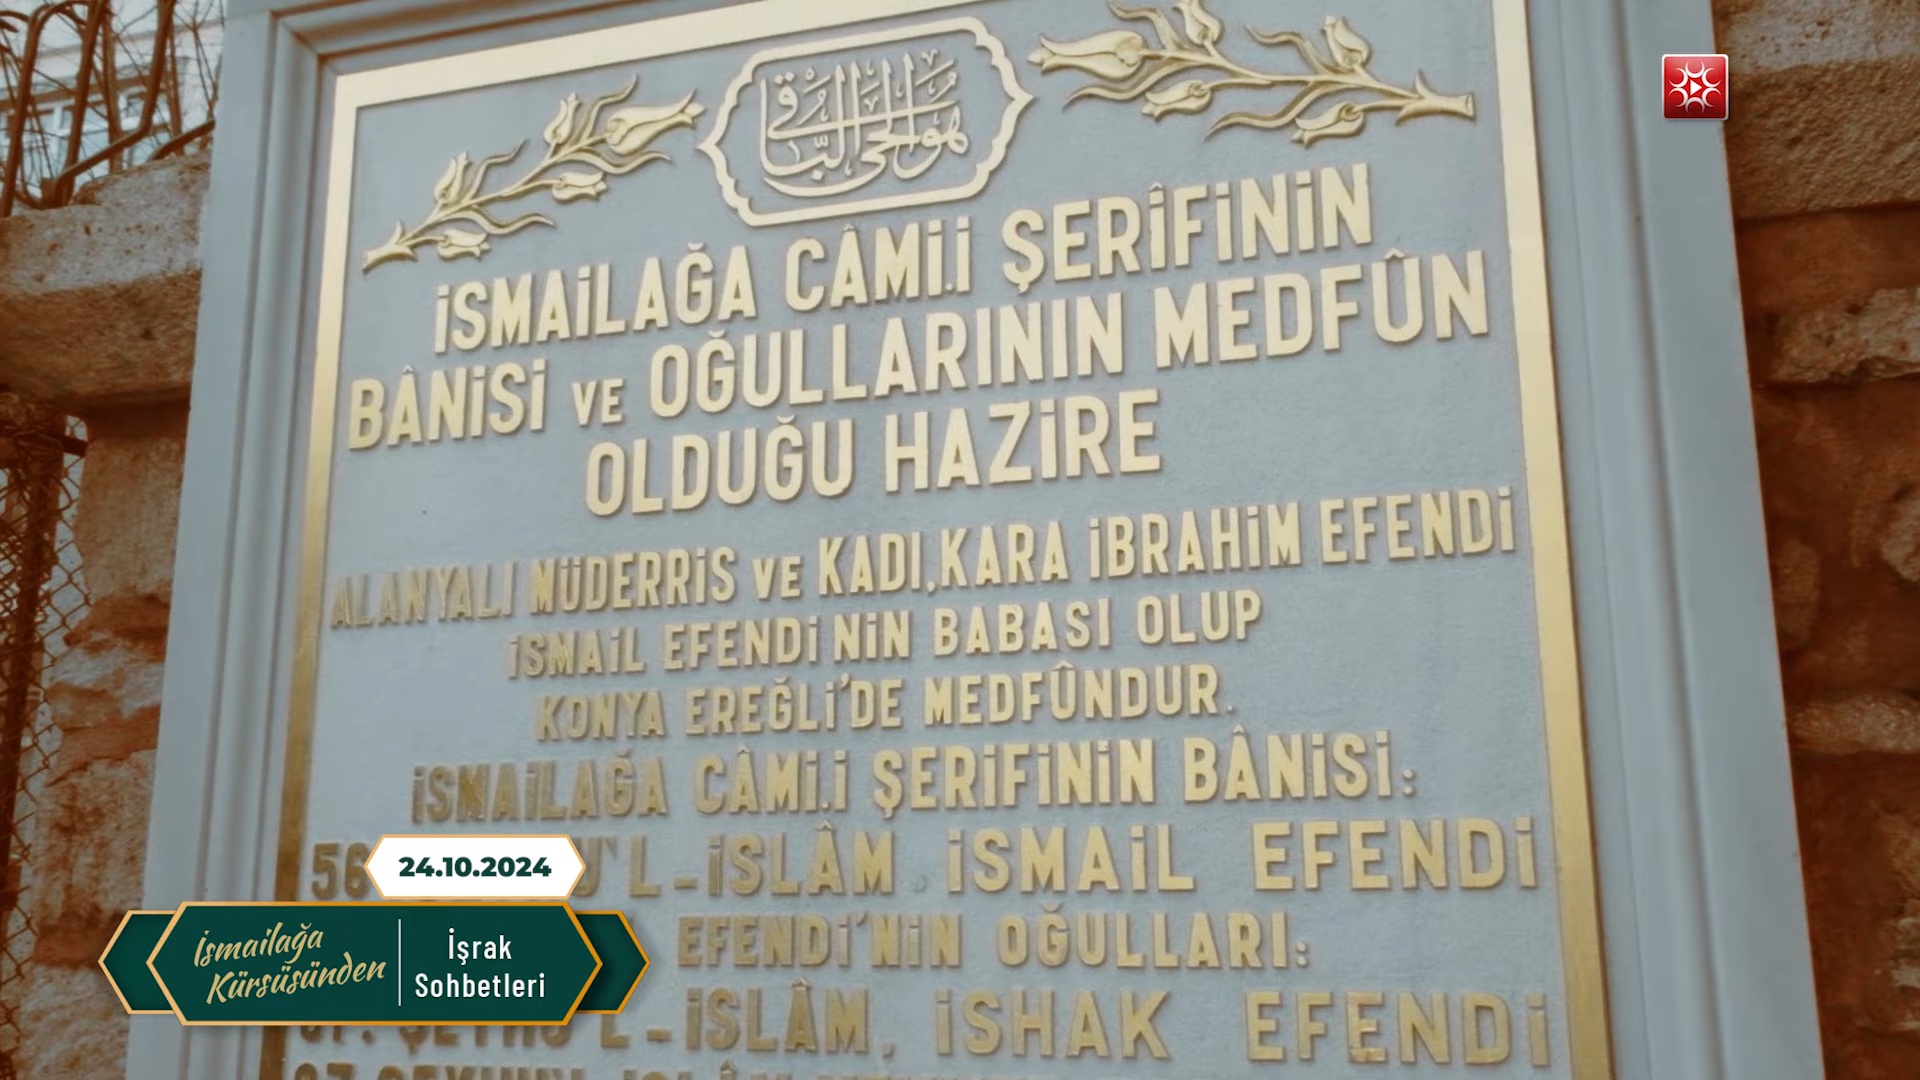 هو الحي الباقي
İSMAİLAĞA CÂMİ.İ ŞERÎFİNİN
BÂNİSİ VE OĞULLARININ MEDFÛN
OLDUĞU HAZİRE
ALANYALI MÜDERRİS VE KADI,KARA İBRAHİM EFENDİ
İSMAİL EFENDİ NİN BABASI OLUP
KONYA EREĞLİ'DE MEDFÛNDUR.
İSMAİLAĞA CÂMİ.İ ŞERİFİNİN BÂNİSİ:
56 U'L-İSLÂM İSMAİL EFENDİ
EFENDİ'NİN OĞULLARI:
L-İSLÂM, İSHAK EFENDİ
24.10.2024
İsmailağa
Kürsüsünden
İşrak
Sohbetleri